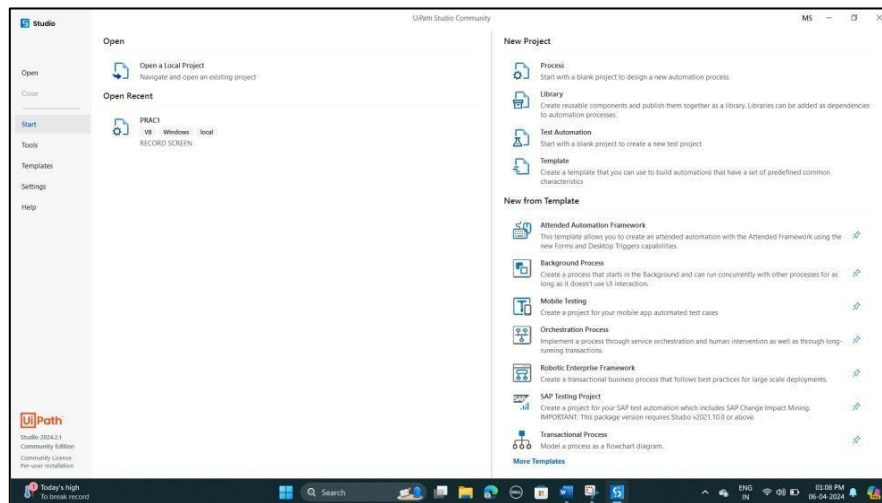 Studio
UiPath Studio Community
MS
Open
Close
Start
Tools
Templates
Settings
Help
UiPath
Studio 2024.2.1
Community Edition
Community Licence
Per-user Installation
Open
Open a Local Project
Navigate and open an existing project
Open Recent
PRAC1
VB Windows local
RECORD SCREEN
New Project
Process
Start with a blank project to design a new automation process.
Library
Create reusable components and publish them together as a library. Libraries can be added as dependencies
to automation processes.
Test Automation
Start with a blank project to create a new test project
Template
Create a template that you can use to build automations that have a set of predefined common
characteristics
New from Template
Attended Automation Framework
This template allows you to create an attended automation with the Attended Framework using the
new Forms and Desktop Triggers capabilities.
Background Process
Create a process that starts in the Background and can run concurrently with other processes for as
long as it doesn't use UI interaction.
Mobile Testing
Create a project for your mobile app automated test cases
Orchestration Process
Implement a process through service orchestration and human intervention as well as through long-
running transactions.
Robotic Enterprise Framework
Create a transactional business process that follows best practices for large scale deployments.
SAP Testing Project
Create a project for your SAP test automation which includes SAP Change Impact Mining.
IMPORTANT: This package version requires Studio v2021.10.0 or above.
Transactional Process
Model a process as a flowchart diagram.
More Templates
Today's high
To break record
Search
ENG
IN
01:08 PM
06-04-2024